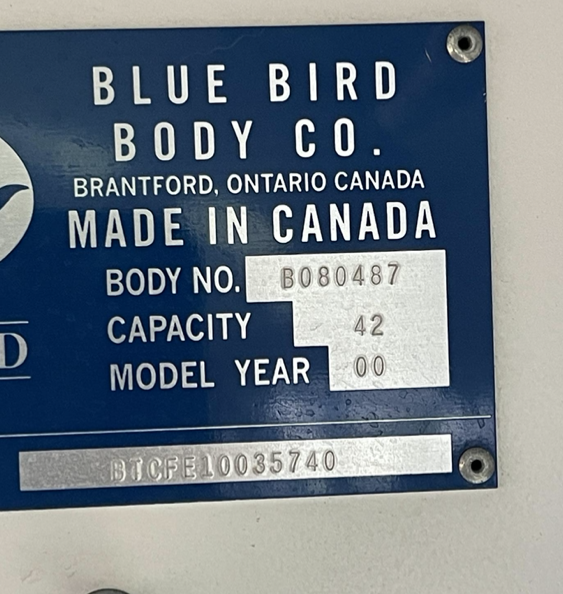 BLUE BIRD
BODY CO.
BRANTFORD, ONTARIO CANADA
MADE IN CANADA
BODY NO. B080487
CAPACITY 42
MODEL YEAR 00
D
BTCFE10035740